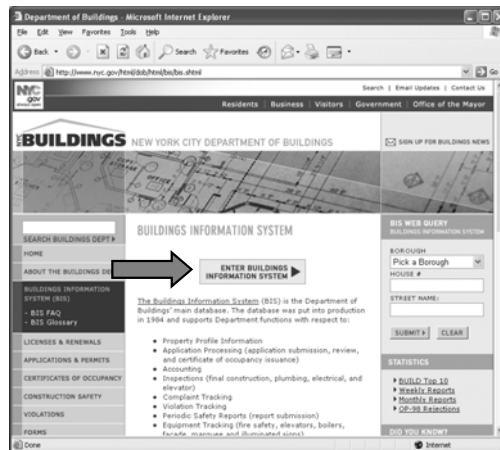 Department of Buildings - Microsoft Internet Explorer
File Edit View Favorites Tools Help
Back Search Favorites
Address http://www.nyc.gov/html/dob/html/bis/bis.shtml Go
NYC
.gov
Search | Email Updates | Contact Us
Residents | Business | Visitors | Government | Office of the Mayor
NYC BUILDINGS NEW YORK CITY DEPARTMENT OF BUILDINGS
SIGN UP FOR BUILDINGS NEWS
SEARCH BUILDINGS DEPT
HOME
ABOUT THE BUILDINGS DE
BUILDINGS INFORMATION
SYSTEM (BIS)
- BIS FAQ
- BIS Glossary
LICENSES & RENEWALS
APPLICATIONS & PERMITS
CERTIFICATES OF OCCUPANCY
CONSTRUCTION SAFETY
VIOLATIONS
FORMS
BUILDINGS INFORMATION SYSTEM
ENTER BUILDINGS
INFORMATION SYSTEM
The Buildings Information System (BIS) is the Department of
Buildings' main database. The database was put into production
in 1984 and supports Department functions with respect to:
Property Profile Information
Application Processing (application submission, review,
and certificate of occupancy issuance)
Accounting
Inspections (final construction, plumbing, electrical, and
elevator)
Complaint Tracking
Violation Tracking
Periodic Safety Reports (report submission)
Equipment Tracking (fire safety, elevators, boilers,
facade, marquee and illuminated signs)
BIS WEB QUERY
BUILDINGS INFORMATION SYSTEM
BOROUGH
Pick a Borough
HOUSE #
STREET NAME:
SUBMIT CLEAR
STATISTICS
BUILD Top 10
Weekly Reports
Monthly Reports
OP-98 Rejections
DID YOU KNOW?
Done Internet